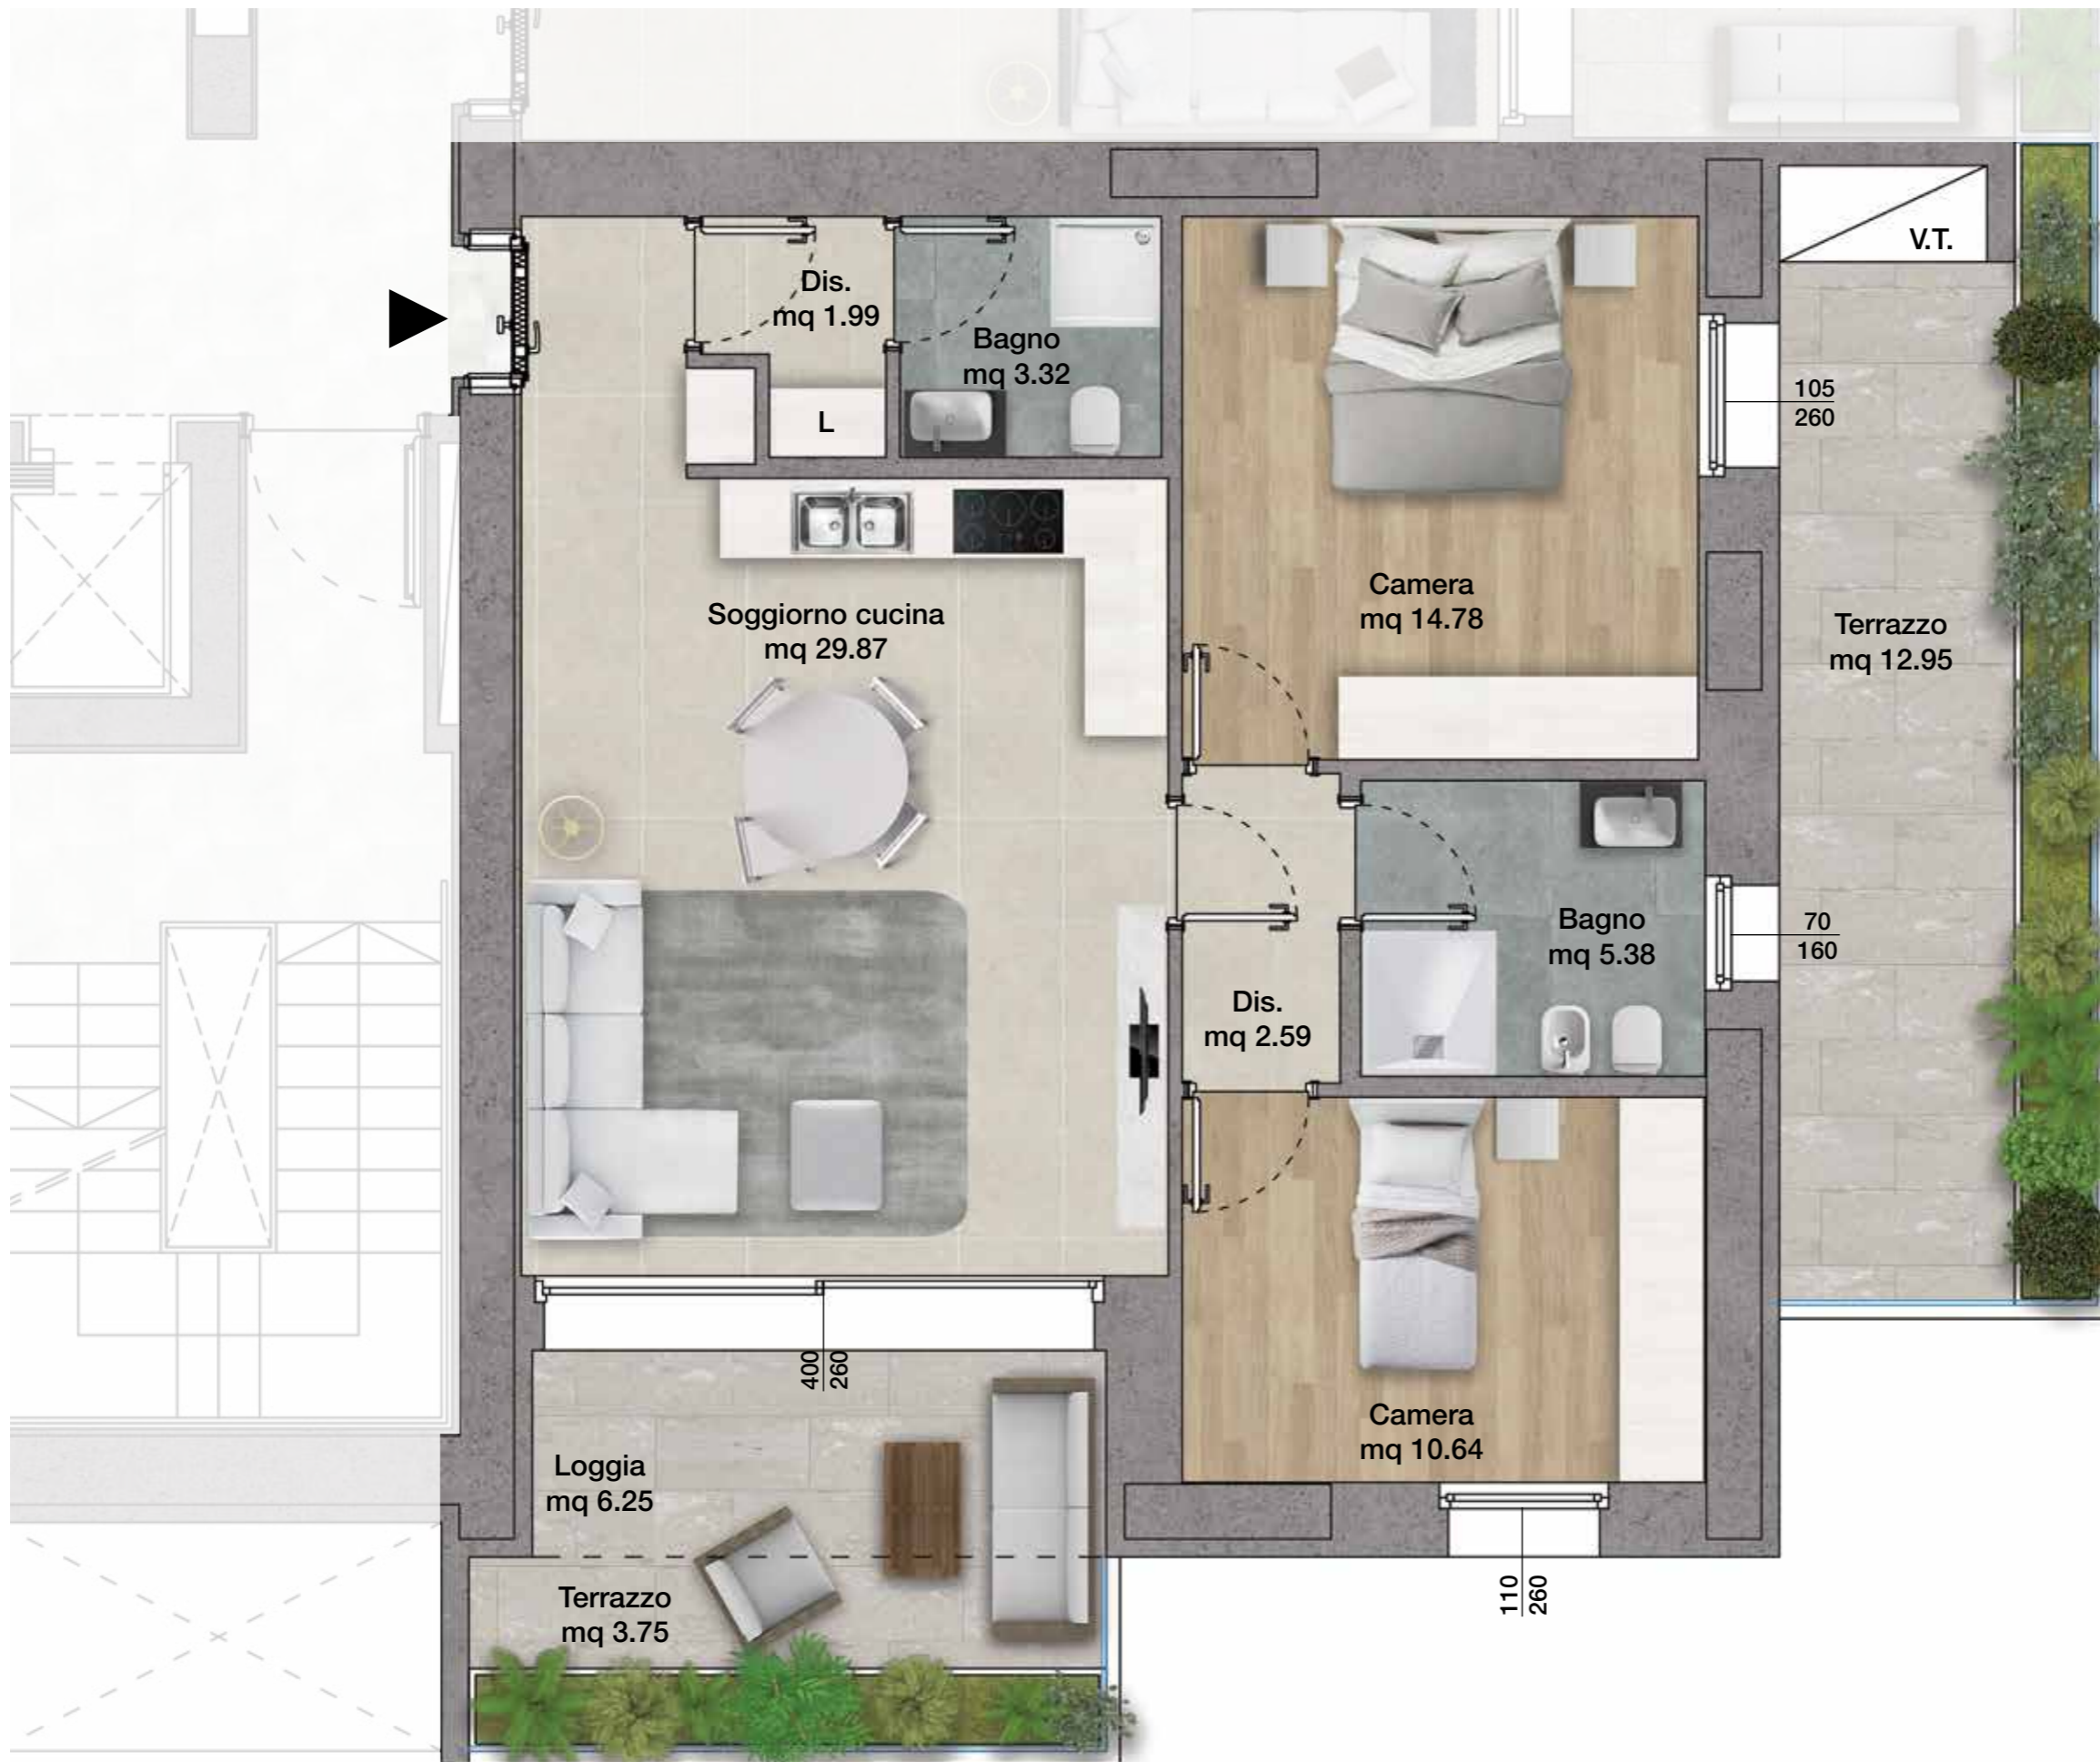 V.T.
Dis.
mq 1.99
Bagno
mq 3.32
L
105
260
Camera
mq 14.78
Soggiorno cucina
mq 29.87
Terrazzo
mq 12.95
Bagno
mq 5.38
70
160
Dis.
mq 2.59
400
260
Camera
mq 10.64
Loggia
mq 6.25
Terrazzo
mq 3.75
110
260